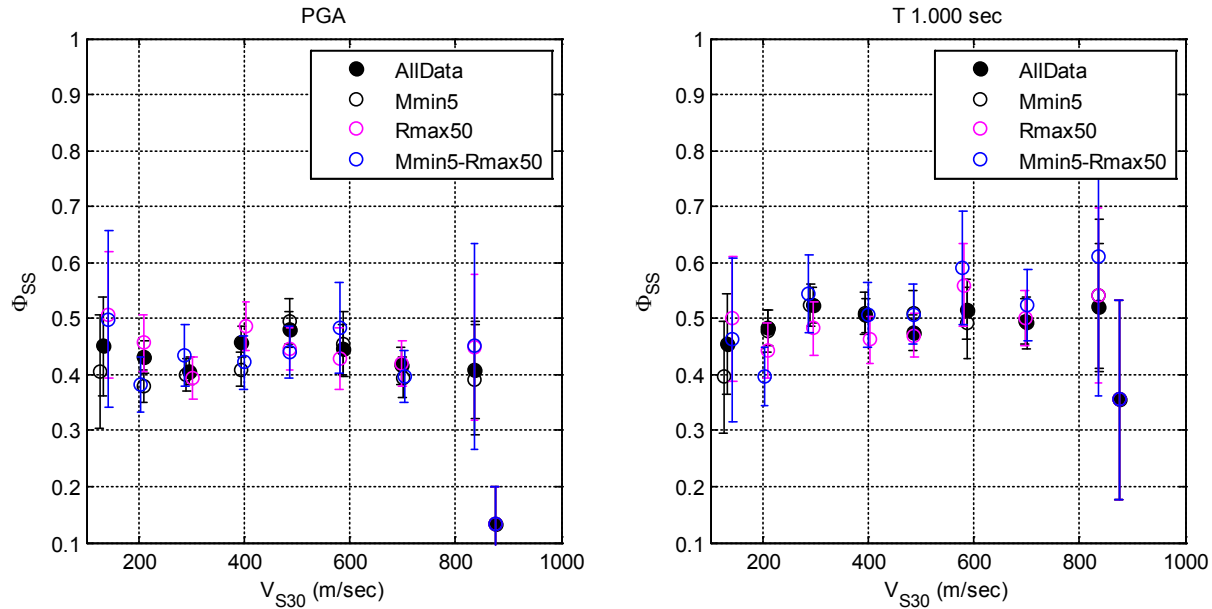 PGA
1
0.9
0.8
0.7
0.6
0.5
0.4
0.3
0.2
0.1
ΦSS
200 400 600 800 1000
VS30 (m/sec)
AllData
Mmin5
Rmax50
Mmin5-Rmax50
T 1.000 sec
1
0.9
0.8
0.7
0.6
0.5
0.4
0.3
0.2
0.1
ΦSS
200 400 600 800 1000
VS30 (m/sec)
AllData
Mmin5
Rmax50
Mmin5-Rmax50